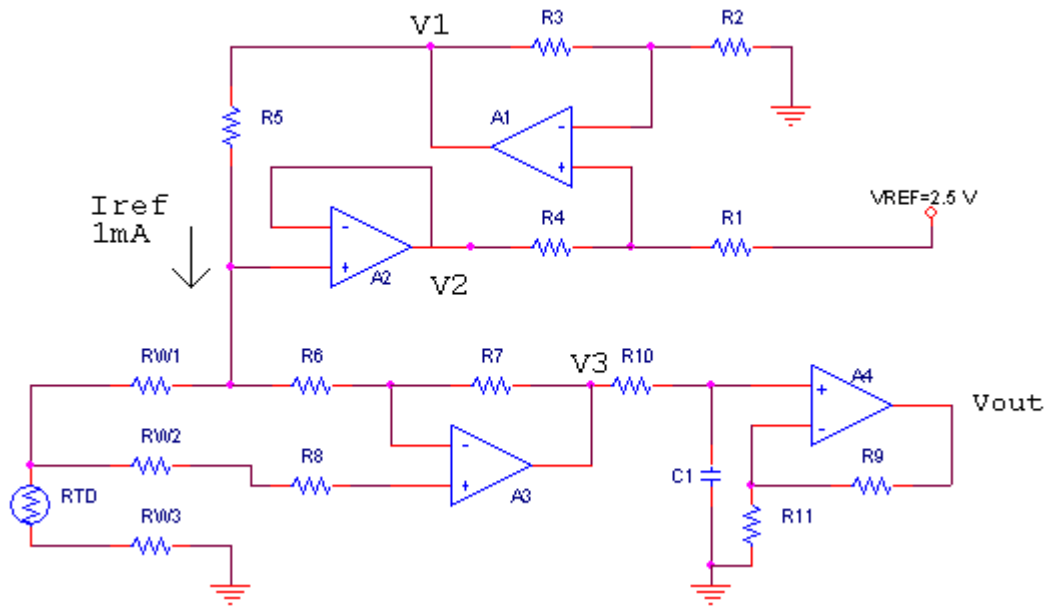 V1
R3
R2
R5
A1
Iref
1mA
R4
R1
VREF=2.5 V
A2
V2
RW1
R6
R7
V3
R10
A4
Vout
RW2
R8
A3
C1
R9
RTD
RW3
R11